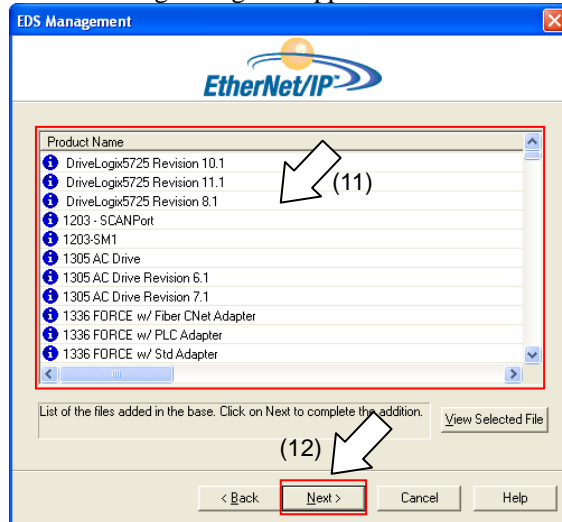 EDS Management
EtherNet/IP
Product Name
DriveLogix5725 Revision 10.1
DriveLogix5725 Revision 11.1
(11)
DriveLogix5725 Revision 8.1
1203 - SCANPort
1203-SM1
1305 AC Drive
1305 AC Drive Revision 6.1
1305 AC Drive Revision 7.1
1336 FORCE w/ Fiber CNet Adapter
1336 FORCE w/ PLC Adapter
1336 FORCE w/ Std Adapter
List of the files added in the base. Click on Next to complete the addition.
View Selected File
(12)
< Back Next > Cancel Help